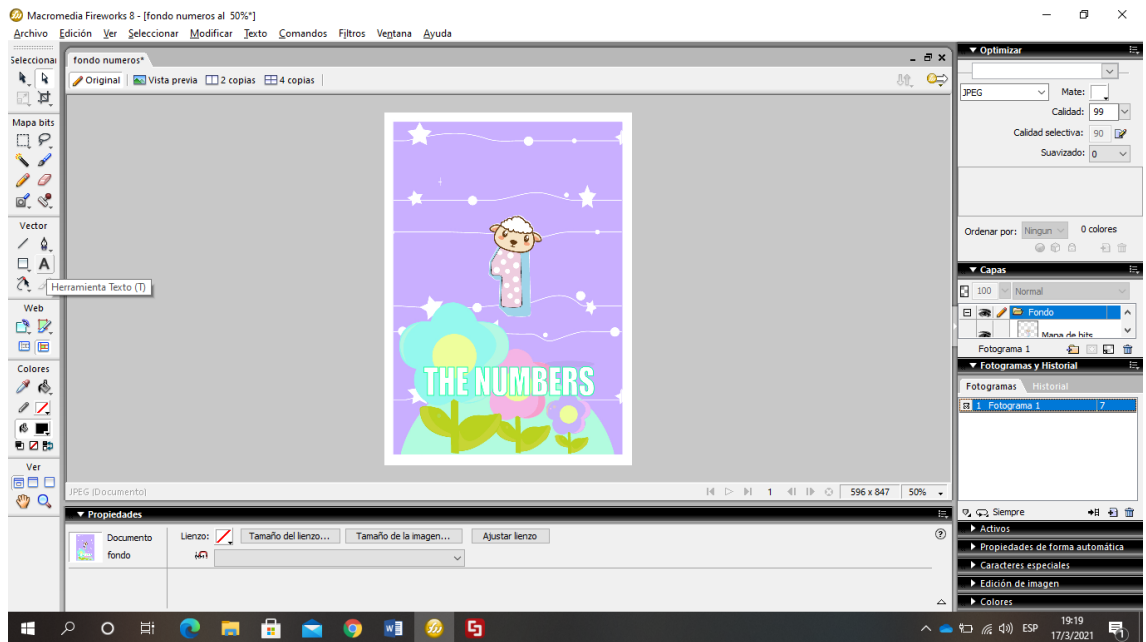 Macromedia Fireworks 8 - [fondo numeros al 50%*]
Archivo Edición Ver Seleccionar Modificar Texto Comandos Filtros Ventana Ayuda
Seleccionar
fondo numeros*
Original Vista previa 2 copias 4 copias
Mapa bits
Vector
A
Herramienta Texto (T)
Web
Colores
Ver
1
THE NUMBERS
JPEG (Documento)
1 596 x 847 50%
Propiedades
Documento
fondo
Lienzo: Tamaño del lienzo... Tamaño de la imagen... Ajustar lienzo
Optimizar
JPEG Mate:
Calidad: 99
Calidad selectiva: 90
Suavizado: 0
Ordenar por: Ningun 0 colores
Capas
100 Normal
Fondo
Mapa de bits
Fotograma 1
Fotogramas y Historial
Fotogramas Historial
1 Fotograma 1 7
Siempre
Activos
Propiedades de forma automática
Caracteres especiales
Edición de imagen
Colores
ESP
19:19
17/3/2021
1